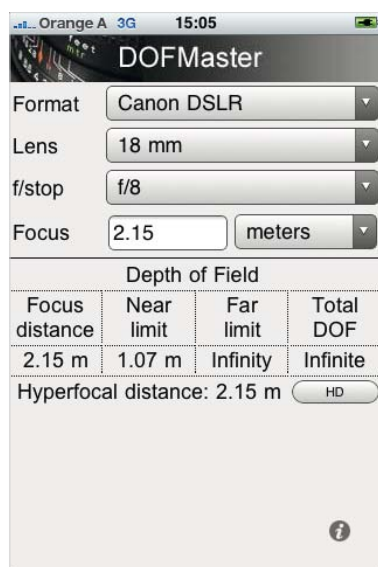 Orange A 3G 15:05
feet
mtr
DOFMaster
Format Canon DSLR
Lens 18 mm
f/stop f/8
Focus 2.15 meters
Depth of Field
Focus distance Near limit Far limit Total DOF
2.15 m 1.07 m Infinity Infinite
Hyperfocal distance: 2.15 m HD
i